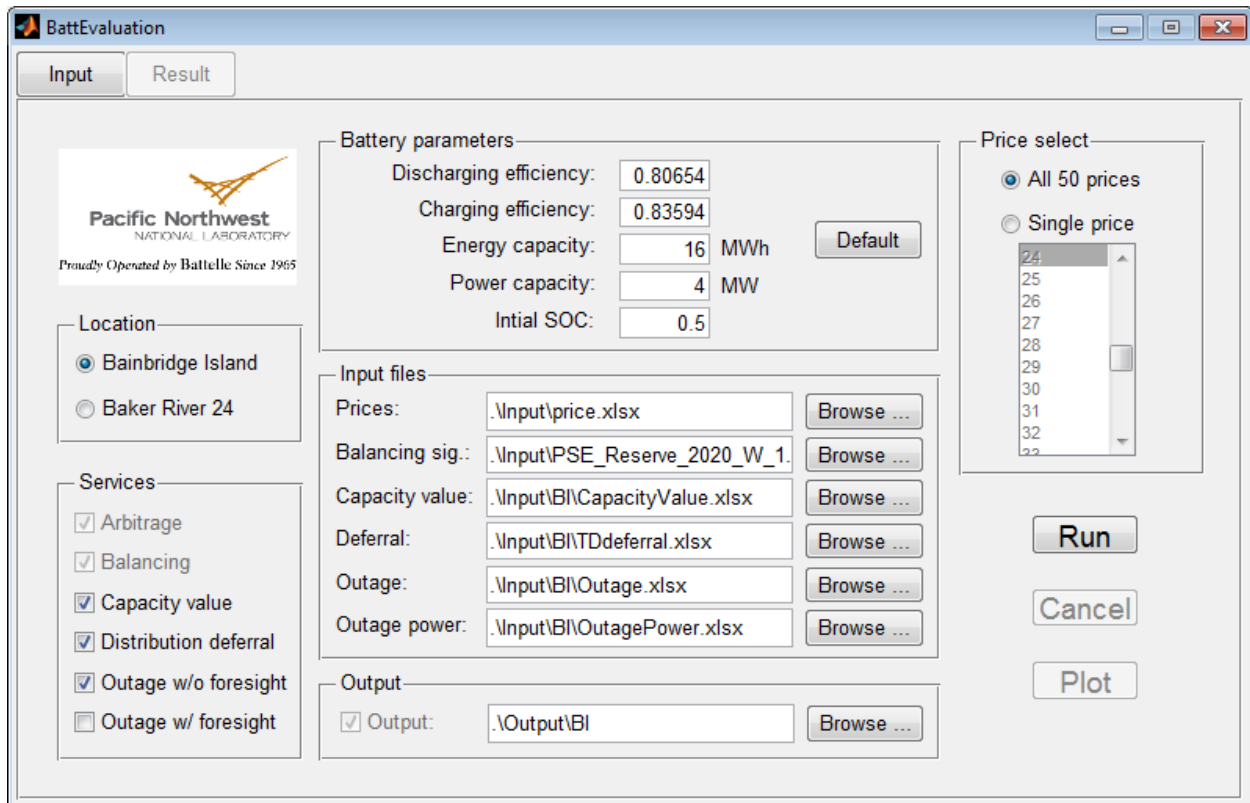 BattEvaluation
Input
Result
Pacific Northwest
NATIONAL LABORATORY
Proudly Operated by Battelle Since 1965
Location
Bainbridge Island
Baker River 24
Services
Arbitrage
Balancing
Capacity value
Distribution deferral
Outage w/o foresight
Outage w/ foresight
Battery parameters
Discharging efficiency: 0.80654
Charging efficiency: 0.83594
Energy capacity: 16 MWh
Power capacity: 4 MW
Intial SOC: 0.5
Default
Input files
Prices: .\Input\price.xlsx Browse ...
Balancing sig.: .\Input\PSE_Reserve_2020_W_1. Browse ...
Capacity value: .\Input\BI\CapacityValue.xlsx Browse ...
Deferral: .\Input\BI\TDdeferral.xlsx Browse ...
Outage: .\Input\BI\Outage.xlsx Browse ...
Outage power: .\Input\BI\OutagePower.xlsx Browse ...
Output
Output: .\Output\BI Browse ...
Price select
All 50 prices
Single price
24
25
26
27
28
29
30
31
32
33
Run
Cancel
Plot